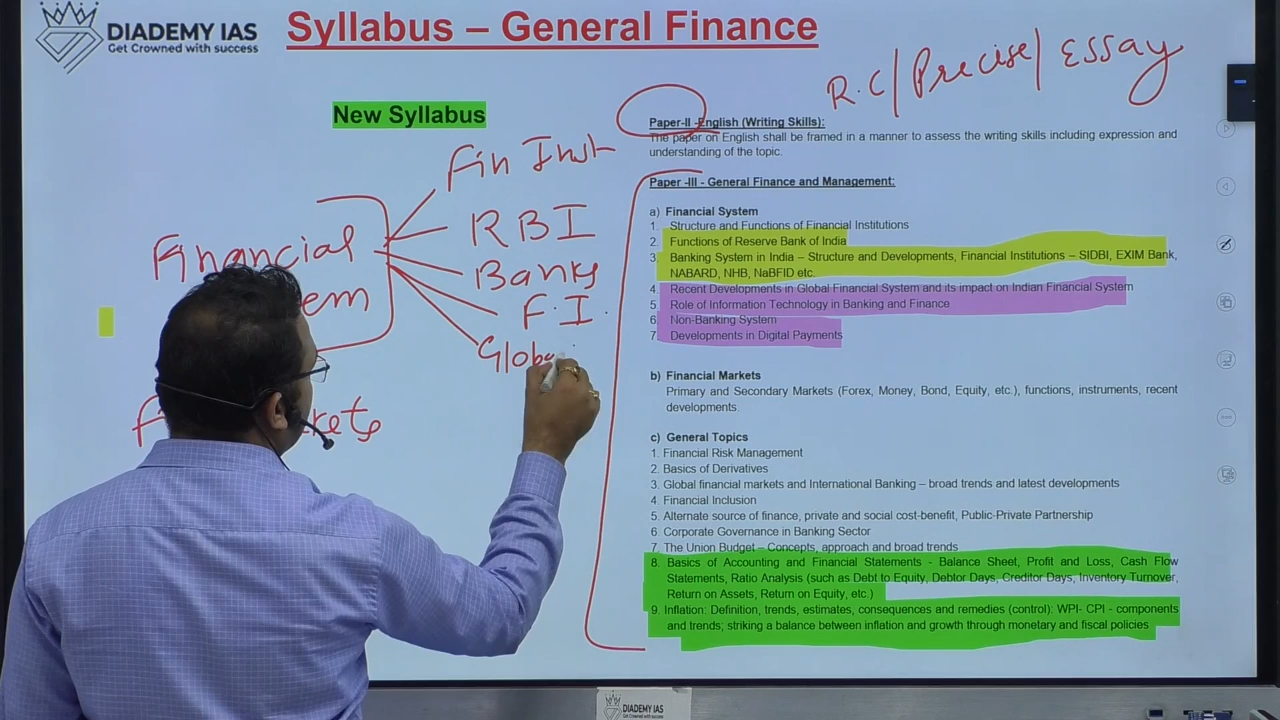 DIADEMY IAS
Get Crowned with success
Syllabus – General Finance
R.C/Precise/Essay
New Syllabus
Fin Inst
RBI
Banks
F.I.
Globa
Financial
kets
Paper-II -English (Writing Skills):
The paper on English shall be framed in a manner to assess the writing skills including expression and
understanding of the topic.
Paper -III - General Finance and Management:
a) Financial System
1. Structure and Functions of Financial Institutions
2. Functions of Reserve Bank of India
3. Banking System in India – Structure and Developments, Financial Institutions – SIDBI, EXIM Bank,
NABARD, NHB, NaBFID etc.
4. Recent Developments in Global Financial System and its impact on Indian Financial System
5. Role of Information Technology in Banking and Finance
6. Non-Banking System
7. Developments in Digital Payments
b) Financial Markets
Primary and Secondary Markets (Forex, Money, Bond, Equity, etc.), functions, instruments, recent
developments.
c) General Topics
1. Financial Risk Management
2. Basics of Derivatives
3. Global financial markets and International Banking – broad trends and latest developments
4. Financial Inclusion
5. Alternate source of finance, private and social cost-benefit, Public-Private Partnership
6. Corporate Governance in Banking Sector
7. The Union Budget – Concepts, approach and broad trends
8. Basics of Accounting and Financial Statements - Balance Sheet, Profit and Loss, Cash Flow
Statements, Ratio Analysis (such as Debt to Equity, Debtor Days, Creditor Days, Inventory Turnover,
Return on Assets, Return on Equity, etc.)
9. Inflation: Definition, trends, estimates, consequences and remedies (control): WPI- CPI - components
and trends; striking a balance between inflation and growth through monetary and fiscal policies
DIADEMY IAS
Get Crowned with success